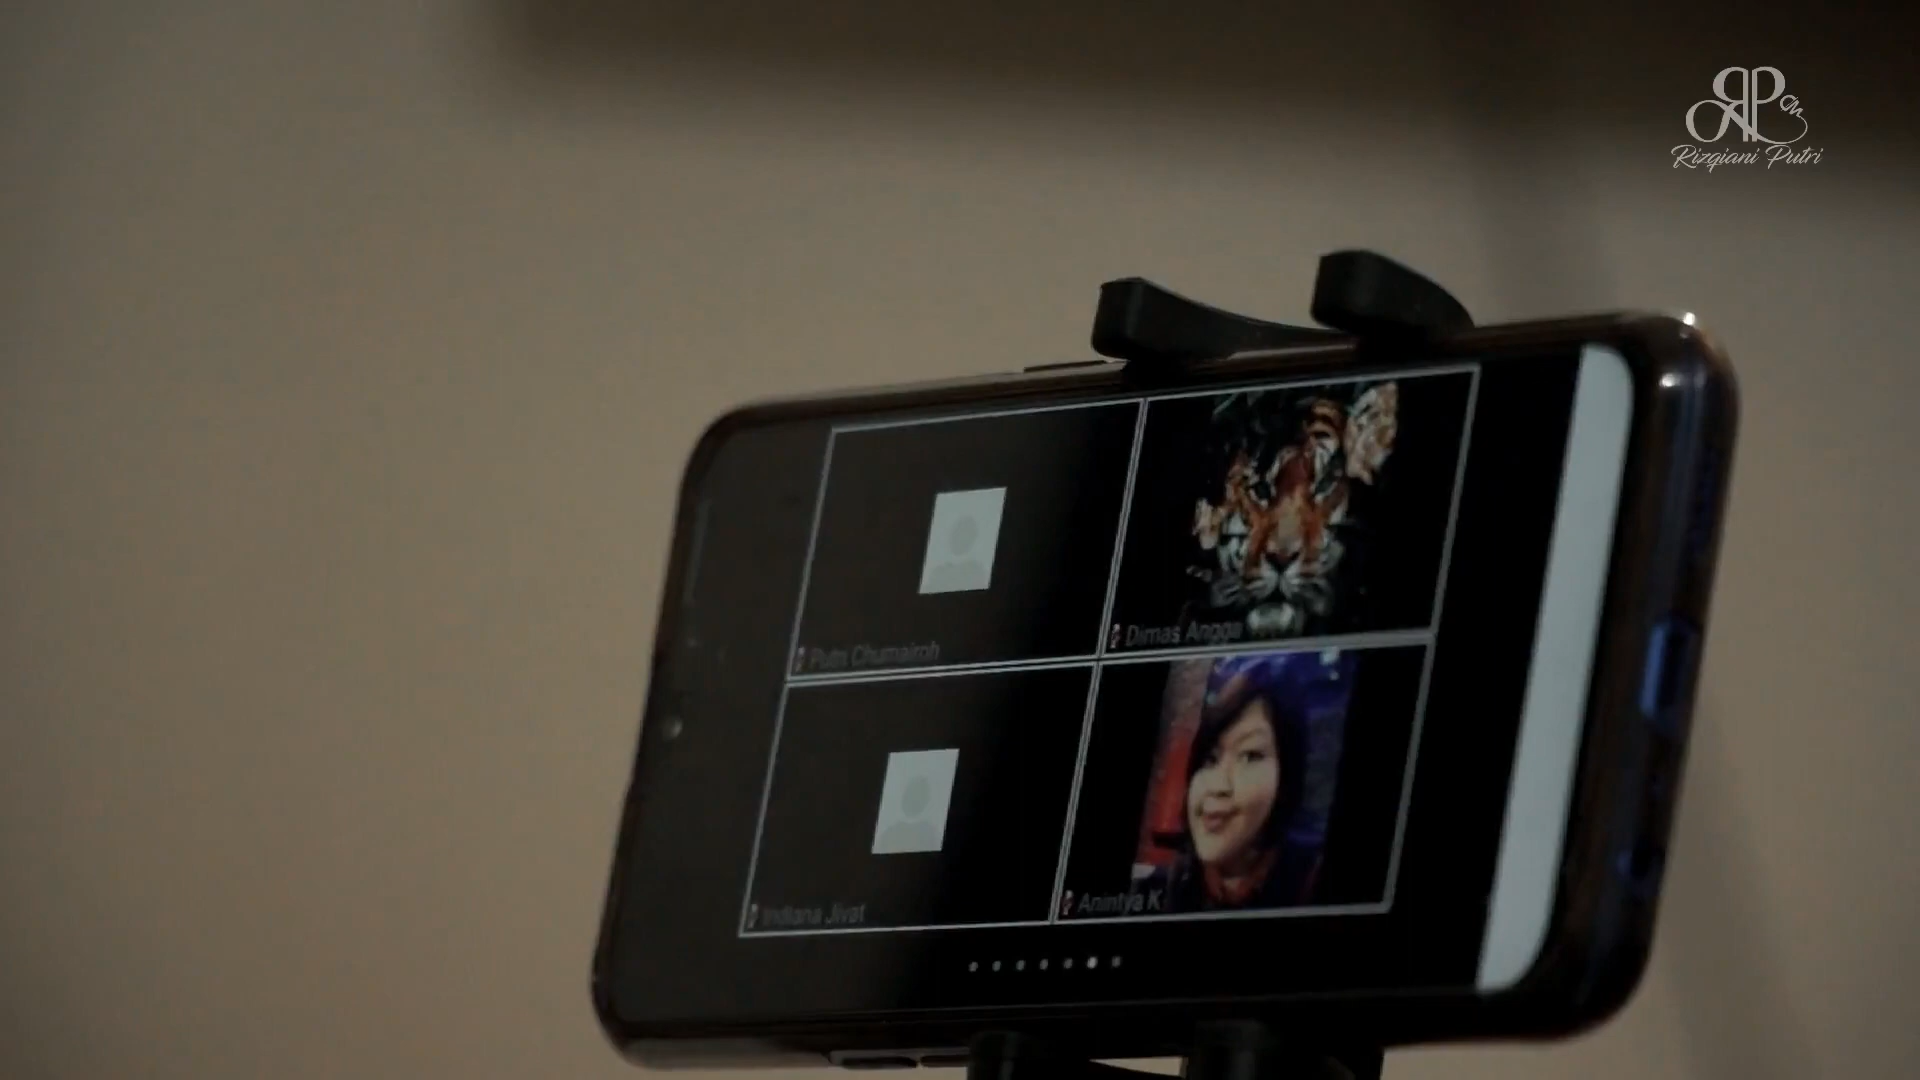 Rizqiani Putri
Putri Chumairoh
Dimas Angga
Indiana Jivat
Anintya K